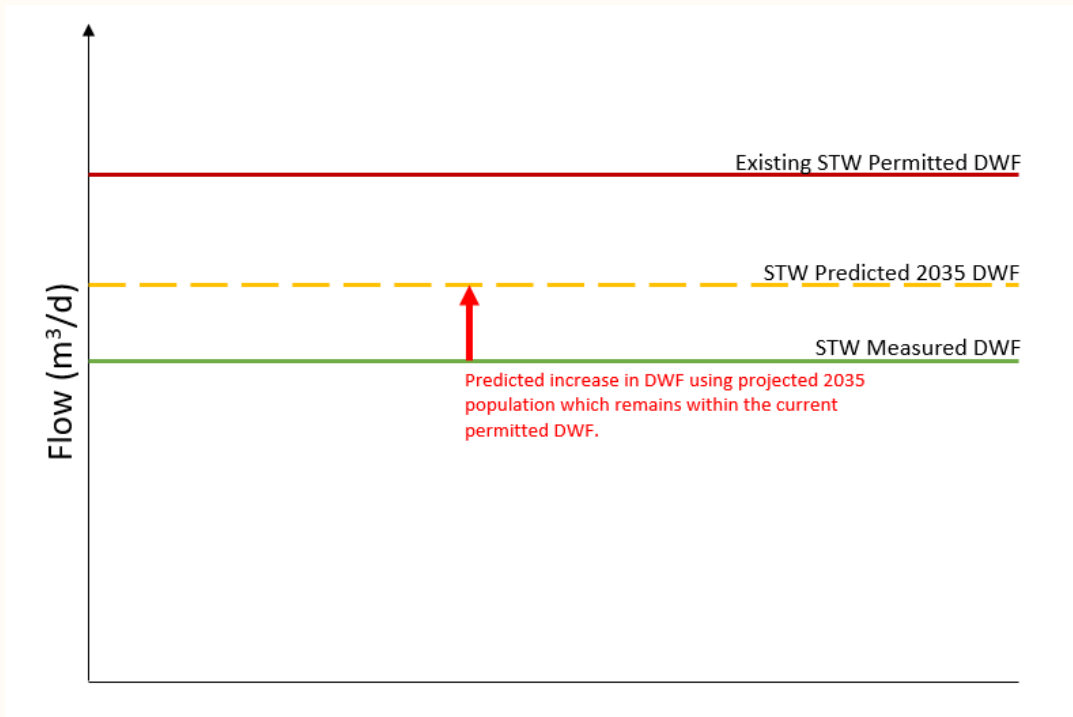 Existing STW Permitted DWF
STW Predicted 2035 DWF
STW Measured DWF
Predicted increase in DWF using projected 2035
population which remains within the current
permitted DWF.
Flow (m³/d)